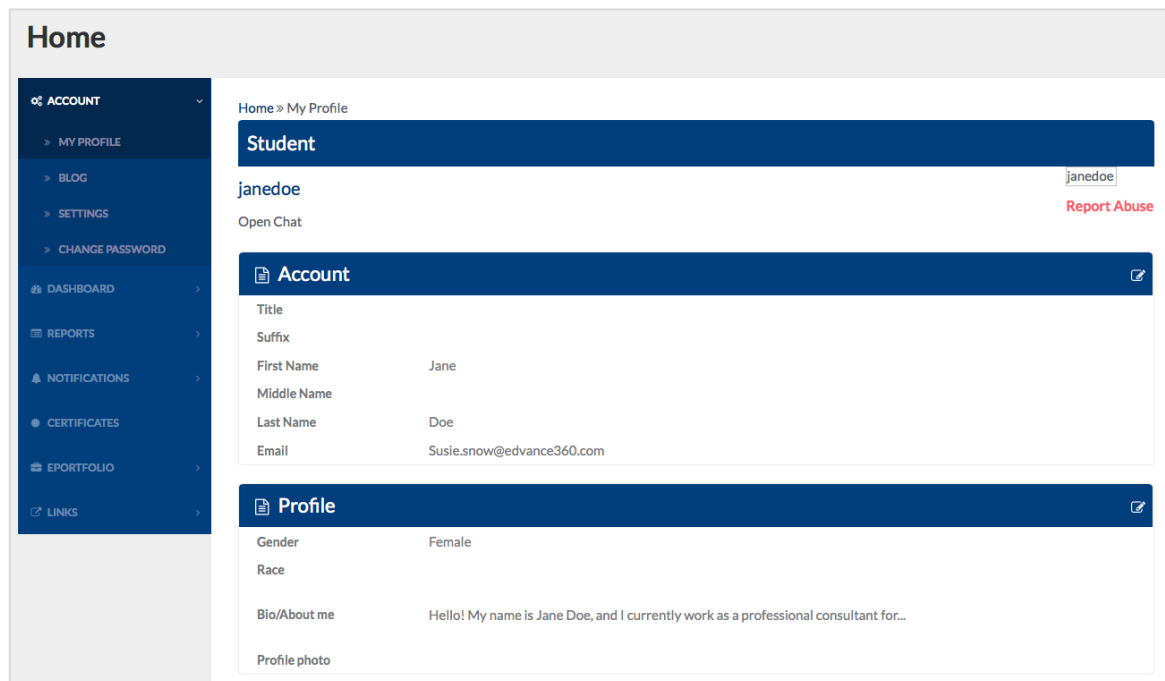 Home
ACCOUNT
» MY PROFILE
» BLOG
» SETTINGS
» CHANGE PASSWORD
DASHBOARD
REPORTS
NOTIFICATIONS
CERTIFICATES
EPORTFOLIO
LINKS
Home » My Profile
Student
janedoe
janedoe
Report Abuse
Open Chat
Account
Title
Suffix
First Name Jane
Middle Name
Last Name Doe
Email Susie.snow@edvance360.com
Profile
Gender Female
Race
Bio/About me Hello! My name is Jane Doe, and I currently work as a professional consultant for...
Profile photo